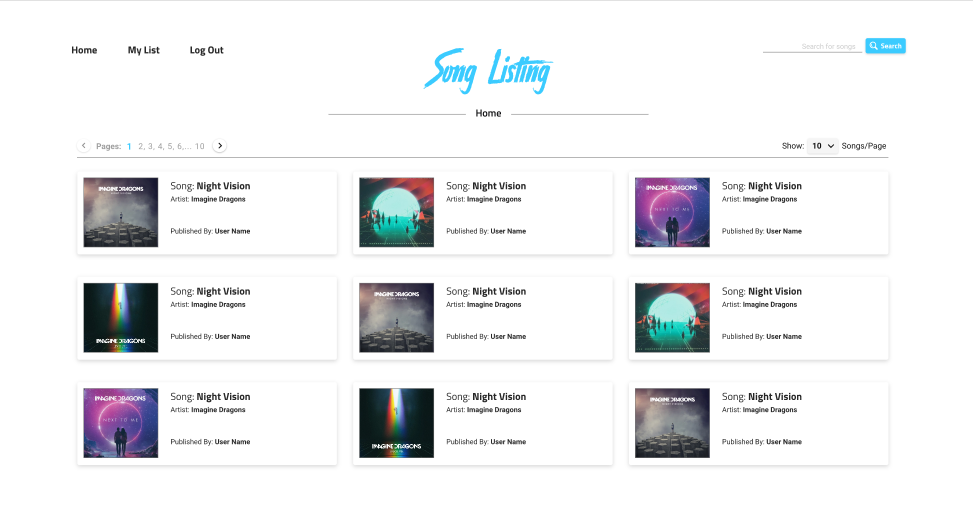 Home My List Log Out
Search for songs Search
Song Listing
Home
Pages: 1 2, 3, 4, 5, 6,... 10
Show: 10 Songs/Page
IMAGINE DRAGONS
Song: Night Vision
Artist: Imagine Dragons
Published By: User Name
Song: Night Vision
Artist: Imagine Dragons
Published By: User Name
IMAGINE DRAGONS
NEXT TO ME
Song: Night Vision
Artist: Imagine Dragons
Published By: User Name
IMAGINE DRAGONS
Song: Night Vision
Artist: Imagine Dragons
Published By: User Name
IMAGINE DRAGONS
Song: Night Vision
Artist: Imagine Dragons
Published By: User Name
Song: Night Vision
Artist: Imagine Dragons
Published By: User Name
IMAGINE DRAGONS
NEXT TO ME
Song: Night Vision
Artist: Imagine Dragons
Published By: User Name
IMAGINE DRAGONS
Song: Night Vision
Artist: Imagine Dragons
Published By: User Name
IMAGINE DRAGONS
Song: Night Vision
Artist: Imagine Dragons
Published By: User Name